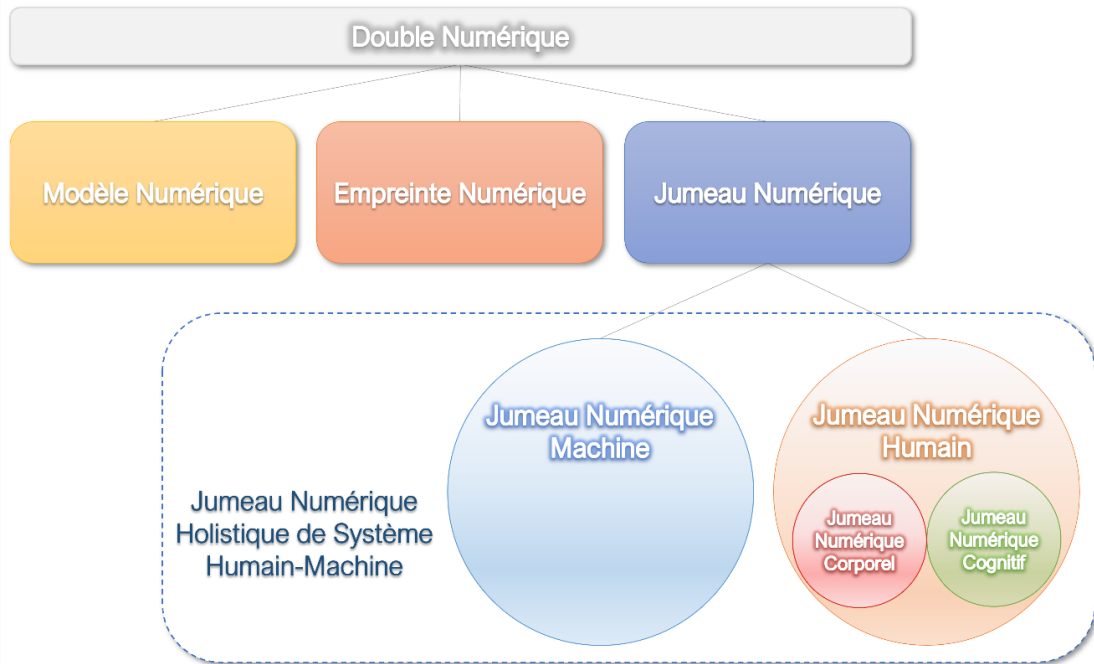 Double Numérique
Modèle Numérique
Empreinte Numérique
Jumeau Numérique
Jumeau Numérique
Machine
Jumeau Numérique
Humain
Jumeau Numérique
Holistique de Système
Humain-Machine
Jumeau
Numérique
Corporel
Jumeau
Numérique
Cognitif